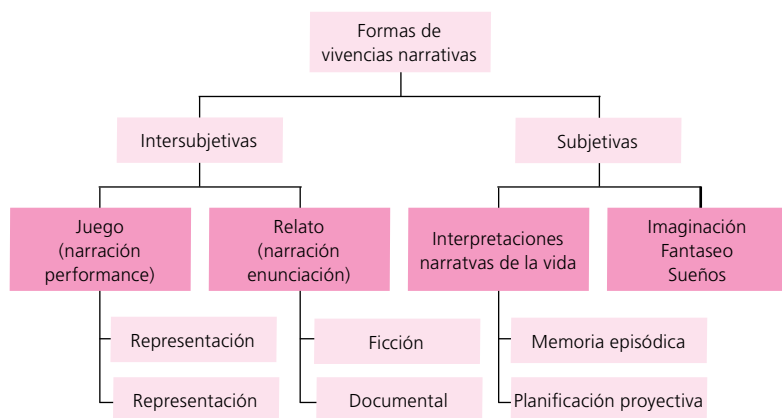 Formas de
vivencias narrativas
Intersubjetivas
Subjetivas
Juego
(narración
performance)
Relato
(narración
enunciación)
Interpretaciones
narratvas de la vida
Imaginación
Fantaseo
Sueños
Representación
Ficción
Memoria episódica
Representación
Documental
Planificación proyectiva